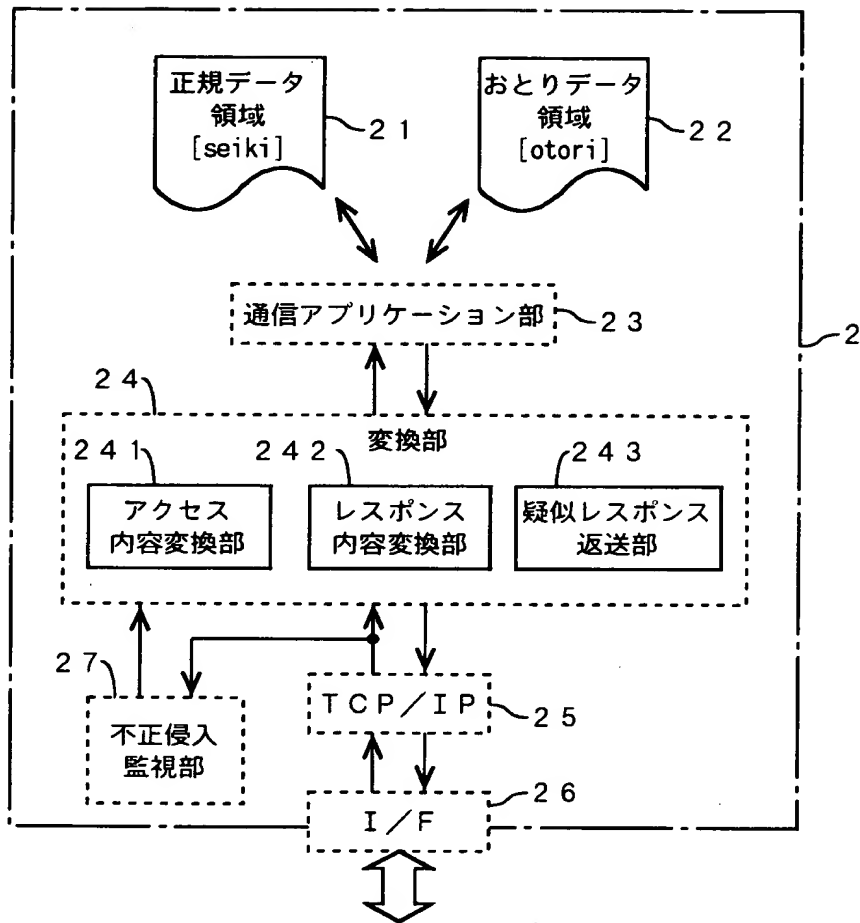 正規データ
領域
[seiki]
２１
おとりデータ
領域
[otori]
２２
通信アプリケーション部
２３
２
２４
変換部
２４１
アクセス
内容変換部
２４２
レスポンス
内容変換部
２４３
疑似レスポンス
返送部
２７
不正侵入
監視部
ＴＣＰ／ＩＰ
２５
Ｉ／Ｆ
２６